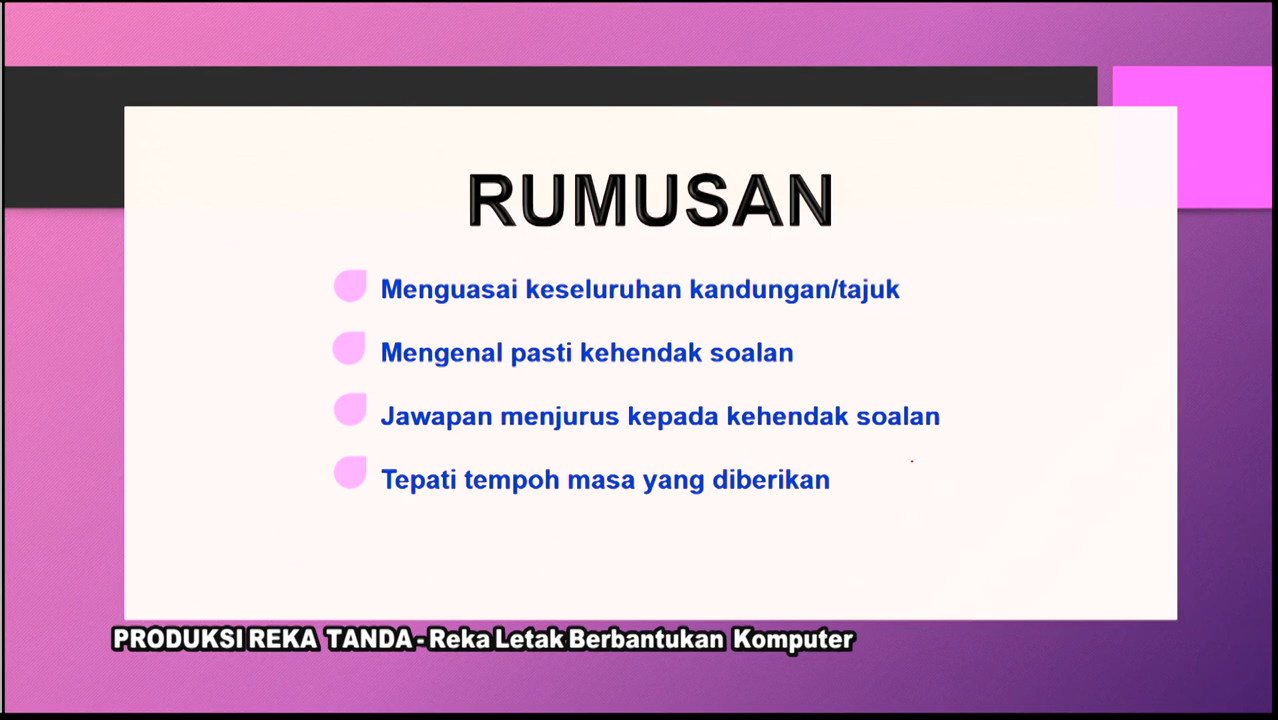 RUMUSAN
Menguasai keseluruhan kandungan/tajuk
Mengenal pasti kehendak soalan
Jawapan menjurus kepada kehendak soalan
Tepati tempoh masa yang diberikan
PRODUKSI REKA TANDA - Reka Letak Berbantukan Komputer